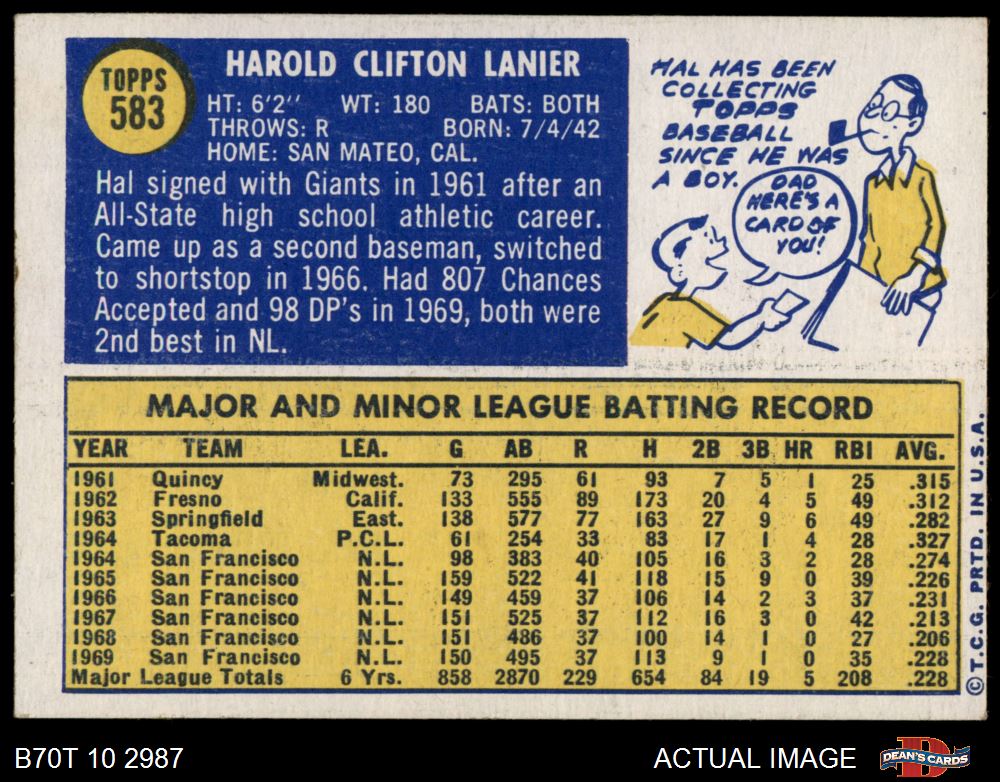 TOPPS
583
HAROLD CLIFTON LANIER
HT: 6'2" WT: 180 BATS: BOTH
THROWS: R BORN: 7/4/42
HOME: SAN MATEO, CAL.
Hal signed with Giants in 1961 after an
All-State high school athletic career.
Came up as a second baseman, switched
to shortstop in 1966. Had 807 Chances
Accepted and 98 DP's in 1969, both were
2nd best in NL.
HAL HAS BEEN
COLLECTING
TOPPS
BASEBALL
SINCE HE WAS
A BOY.
DAD
HERE'S A
CARD OF
YOU!
MAJOR AND MINOR LEAGUE BATTING RECORD
YEAR TEAM LEA. G AB R H 2B 3B HR RBI AVG.
1961 Quincy Midwest. 73 295 61 93 7 5 1 25 .315
1962 Fresno Calif. 133 555 89 173 20 4 5 49 .312
1963 Springfield East. 138 577 77 163 27 9 6 49 .282
1964 Tacoma P.C.L. 61 254 33 83 17 1 4 28 .327
1964 San Francisco N.L. 98 383 40 105 16 3 2 28 .274
1965 San Francisco N.L. 159 522 41 118 15 9 0 39 .226
1966 San Francisco N.L. 149 459 37 106 14 2 3 37 .231
1967 San Francisco N.L. 151 525 37 112 16 3 0 42 .213
1968 San Francisco N.L. 151 486 37 100 14 1 0 27 .206
1969 San Francisco N.L. 150 495 37 113 9 1 0 35 .228
Major League Totals 6 Yrs. 858 2870 229 654 84 19 5 208 .228
©T.C.G. PRTD. IN U.S.A.
B70T 10 2987
ACTUAL IMAGE
DEAN'S CARDS